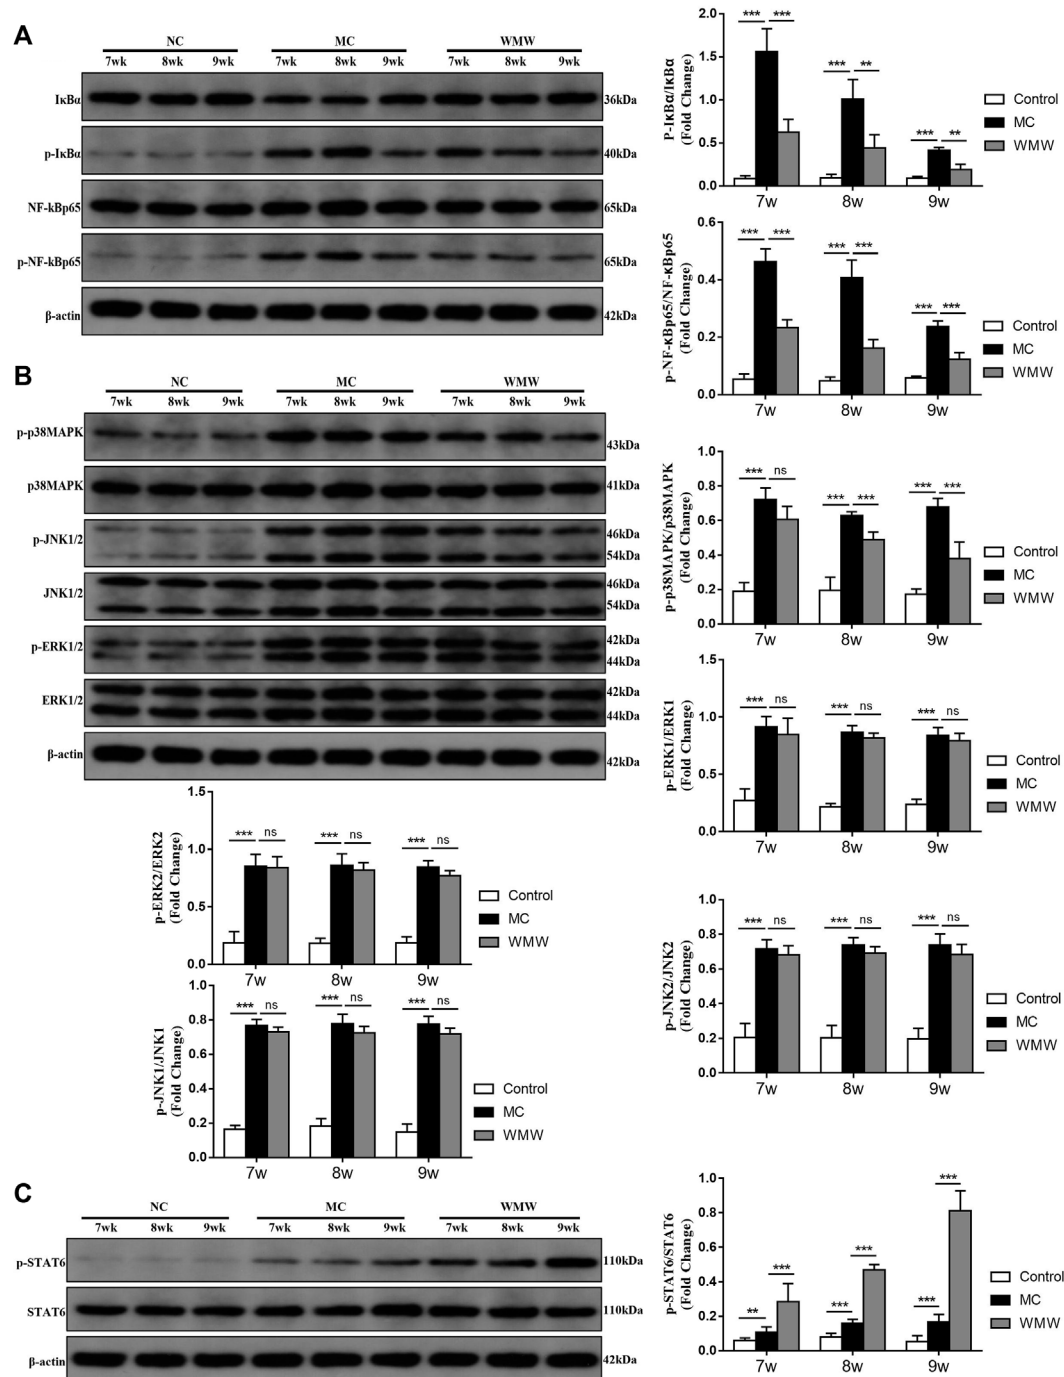 A
NC MC WMW
7wk 8wk 9wk 7wk 8wk 9wk 7wk 8wk 9wk
IκBα 36kDa
p-IκBα 40kDa
NF-kBp65 65kDa
p-NF-kBp65 65kDa
β-actin 42kDa
P-IκBα/IκBα
(Fold Change)
2.0
1.5
1.0
0.5
0.0
*** ***
*** **
*** **
7w 8w 9w
Control
MC
WMW
p-NF-κBp65/NF-κBp65
(Fold Change)
0.6
0.4
0.2
0.0
*** ***
*** ***
*** ***
7w 8w 9w
Control
MC
WMW
B
NC MC WMW
7wk 8wk 9wk 7wk 8wk 9wk 7wk 8wk 9wk
p-p38MAPK 43kDa
p38MAPK 41kDa
p-JNK1/2 46kDa
54kDa
JNK1/2 46kDa
54kDa
p-ERK1/2 42kDa
44kDa
ERK1/2 42kDa
44kDa
β-actin 42kDa
p-p38MAPK/p38MAPK
(Fold Change)
1.0
0.8
0.6
0.4
0.2
0.0
*** ns
*** ***
*** ***
7w 8w 9w
Control
MC
WMW
p-ERK1/ERK1
(Fold Change)
1.5
1.0
0.5
0.0
*** ns
*** ns
*** ns
7w 8w 9w
Control
MC
WMW
p-ERK2/ERK2
(Fold Change)
1.5
1.0
0.5
0.0
*** ns
*** ns
*** ns
7w 8w 9w
Control
MC
WMW
p-JNK2/JNK2
(Fold Change)
1.0
0.8
0.6
0.4
0.2
0.0
*** ns
*** ns
*** ns
7w 8w 9w
Control
MC
WMW
p-JNK1/JNK1
(Fold Change)
1.0
0.8
0.6
0.4
0.2
0.0
*** ns
*** ns
*** ns
7w 8w 9w
Control
MC
WMW
C
NC MC WMW
7wk 8wk 9wk 7wk 8wk 9wk 7wk 8wk 9wk
p-STAT6 110kDa
STAT6 110kDa
β-actin 42kDa
p-STAT6/STAT6
(Fold Change)
1.0
0.8
0.6
0.4
0.2
0.0
** ***
*** ***
*** ***
7w 8w 9w
Control
MC
WMW